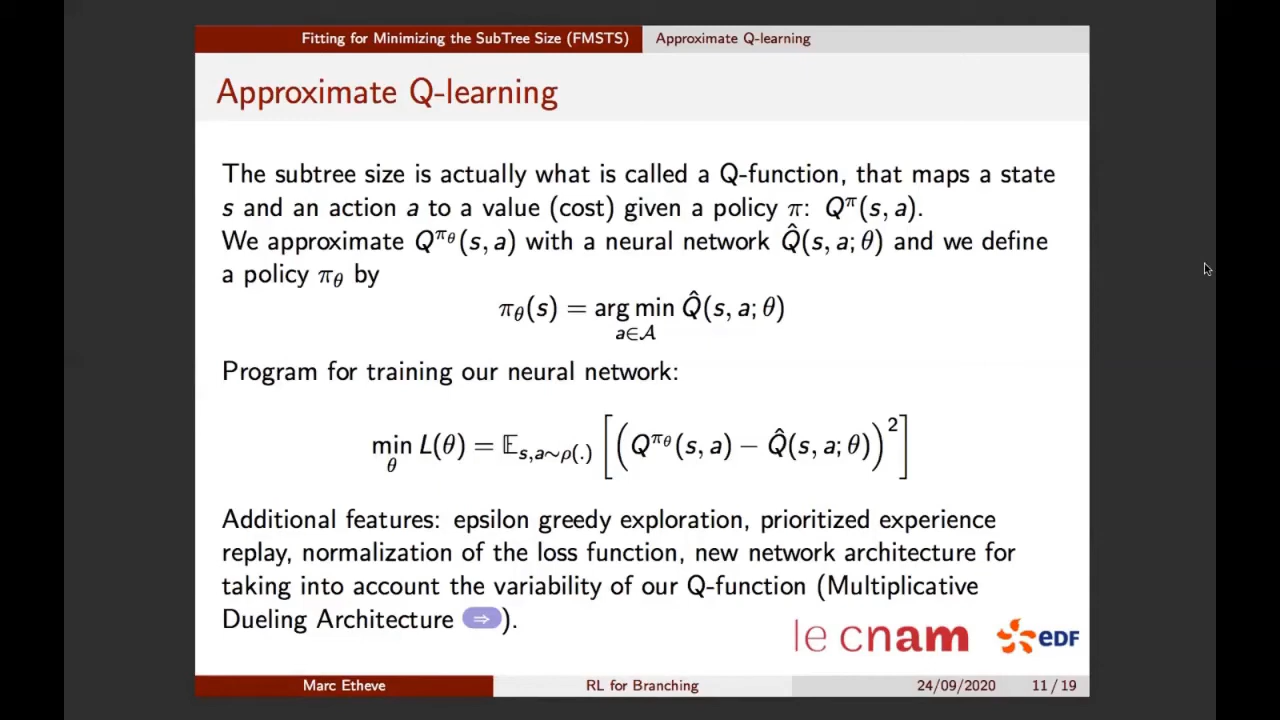 Fitting for Minimizing the SubTree Size (FMSTS) Approximate Q-learning
Approximate Q-learning
The subtree size is actually what is called a Q-function, that maps a state
s and an action a to a value (cost) given a policy π: Q^π(s, a).
We approximate Q^{π_θ}(s, a) with a neural network Q̂(s, a; θ) and we define
a policy π_θ by
π_θ(s) = arg min Q̂(s, a; θ)
a∈𝒜
Program for training our neural network:
min L(θ) = 𝔼_{s,a∼ρ(.)} [(Q^{π_θ}(s, a) − Q̂(s, a; θ))^2]
θ
Additional features: epsilon greedy exploration, prioritized experience
replay, normalization of the loss function, new network architecture for
taking into account the variability of our Q-function (Multiplicative
Dueling Architecture ⇒).
le cnam eDF
Marc Etheve RL for Branching 24/09/2020 11 / 19